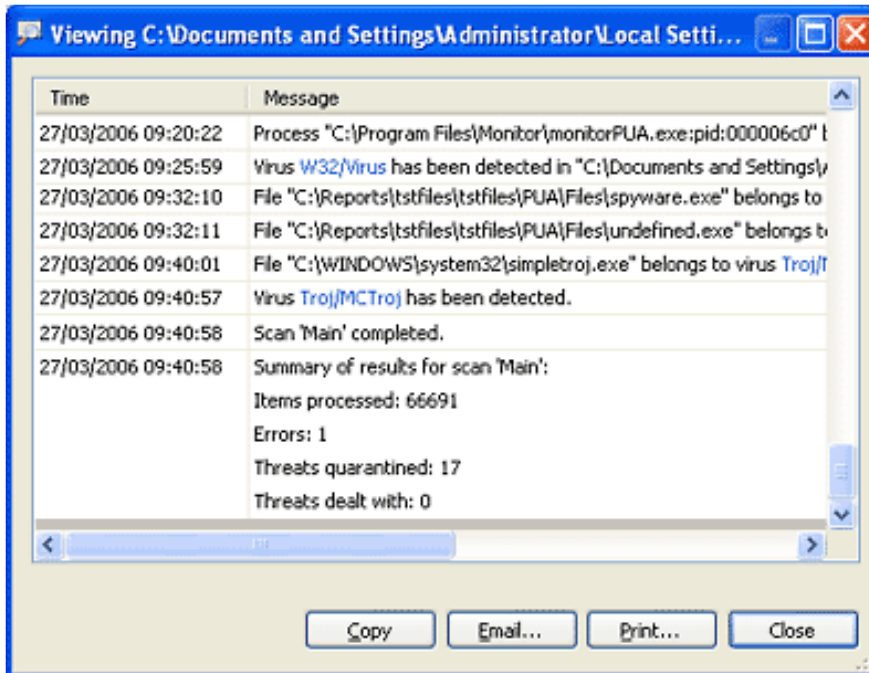 Viewing C:\Documents and Settings\Administrator\Local Setti...
Time Message
27/03/2006 09:20:22 Process "C:\Program Files\Monitor\monitorPUA.exe:pid:000006c0" b
27/03/2006 09:25:59 Virus W32/Virus has been detected in "C:\Documents and Settings\A
27/03/2006 09:32:10 File "C:\Reports\tstfiles\tstfiles\PUA\Files\spyware.exe" belongs to
27/03/2006 09:32:11 File "C:\Reports\tstfiles\tstfiles\PUA\Files\undefined.exe" belongs to
27/03/2006 09:40:01 File "C:\WINDOWS\system32\simpletroj.exe" belongs to virus Troj/M
27/03/2006 09:40:57 Virus Troj/MCTroj has been detected.
27/03/2006 09:40:58 Scan 'Main' completed.
27/03/2006 09:40:58 Summary of results for scan 'Main':
Items processed: 66691
Errors: 1
Threats quarantined: 17
Threats dealt with: 0
Copy Email... Print... Close